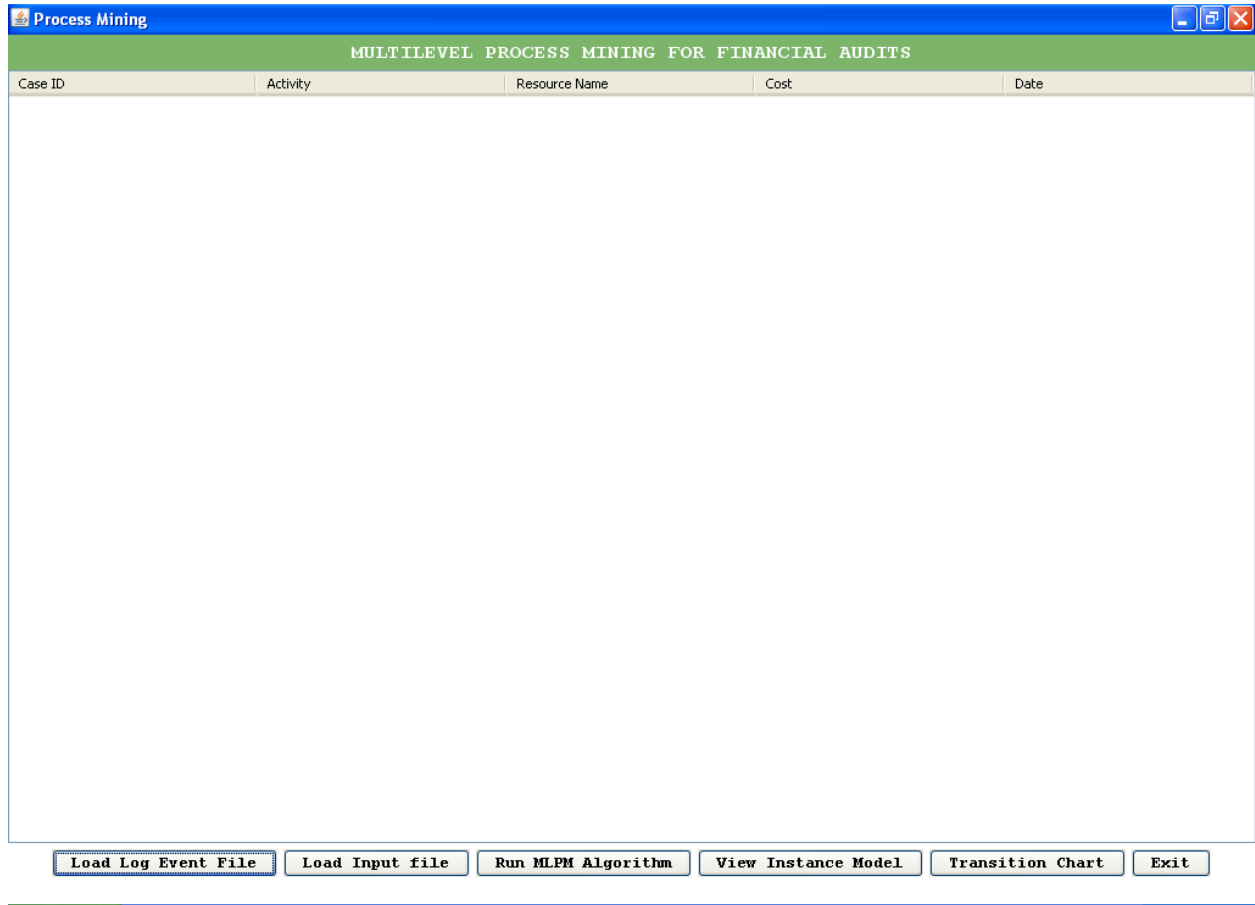 Process Mining
MULTILEVEL PROCESS MINING FOR FINANCIAL AUDITS
Case ID Activity Resource Name Cost Date
Load Log Event File Load Input file Run MLPM Algorithm View Instance Model Transition Chart Exit